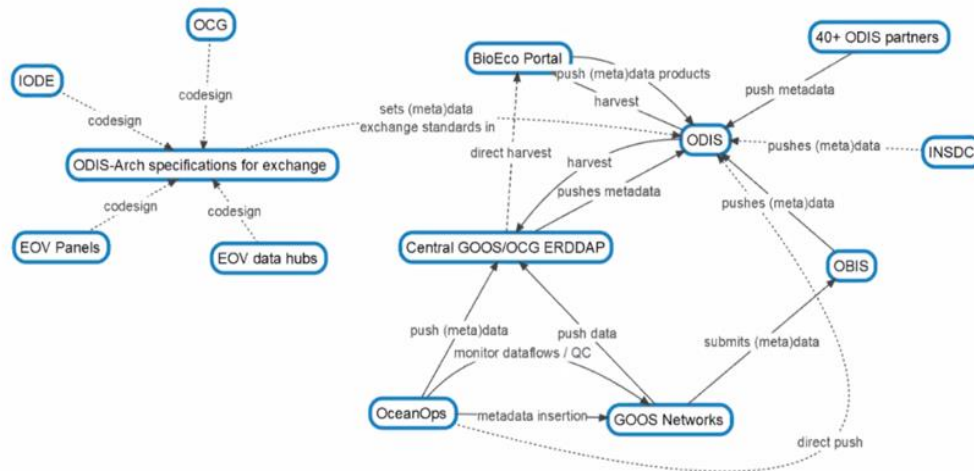 OCG
IODE
codesign
codesign
ODIS-Arch specifications for exchange
codesign
codesign
EOV Panels
EOV data hubs
sets (meta)data
exchange standards in
BioEco Portal
push (meta)data products
harvest
direct harvest
40+ ODIS partners
push metadata
ODIS
pushes (meta)data
INSDC
harvest
pushes metadata
pushes (meta)data
Central GOOS/OCG ERDDAP
OBIS
push (meta)data
push data
monitor dataflows / QC
submits (meta)data
OceanOps
metadata insertion
GOOS Networks
direct push